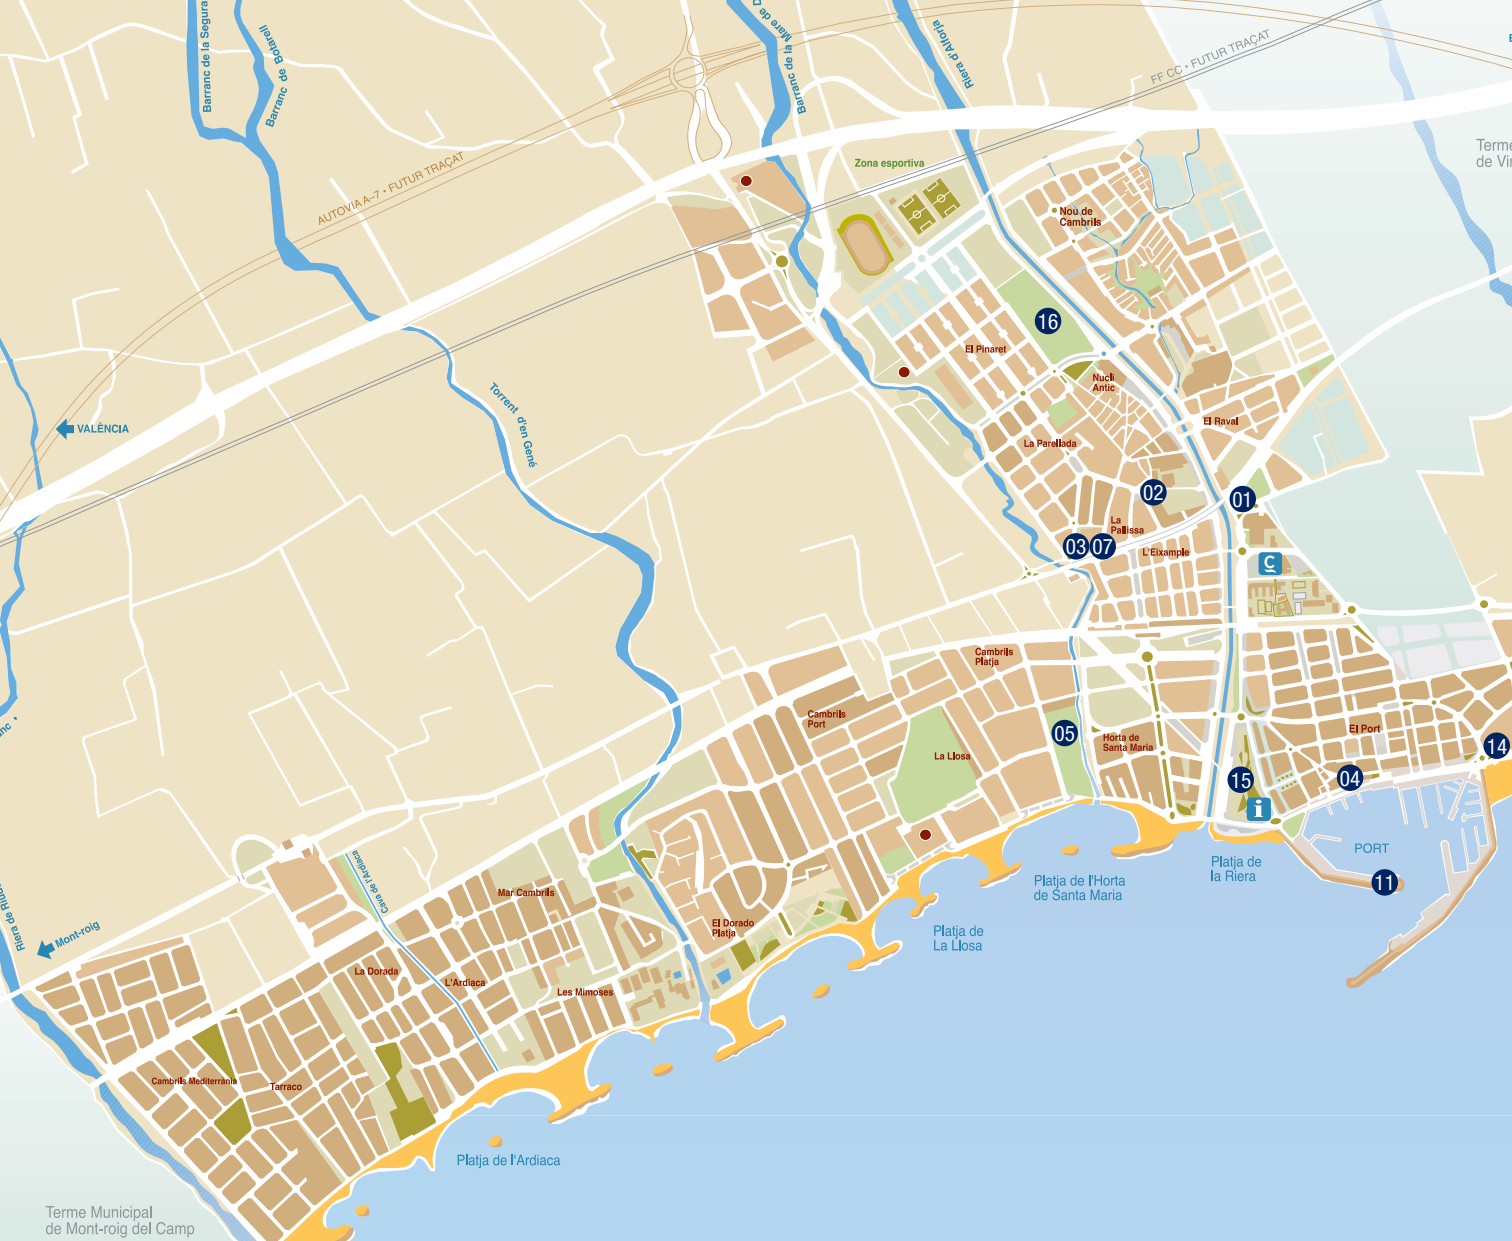 Barranc de la Segura
Barranc de Botarell
Barranc de la Mare de D
Riera d'Alforja
FF CC • FUTUR TRAÇAT
AUTOVIA A-7 • FUTUR TRAÇAT
Terme
de Vin
Zona esportiva
Nou de
Cambrils
16
El Pinaret
Nucli
Antic
El Raval
La Parellada
VALÈNCIA
Torrent d'en Gené
02
01
La
Pallissa
03
07
L'Eixample
Cambrils
Platja
Cambrils
Port
La Llosa
05
Horta de
Santa Maria
El Port
14
15
04
i
PORT
11
Platja de
la Riera
Platja de l'Horta
de Santa Maria
Platja de
La Llosa
Cava de l'Ardiaca
Mar Cambrils
El Dorado
Platja
Riera de Riudo
Mont-roig
La Dorada
L'Ardiaca
Les Mimoses
Cambrils Mediterrània
Tarraco
Platja de l'Ardiaca
Terme Municipal
de Mont-roig del Camp